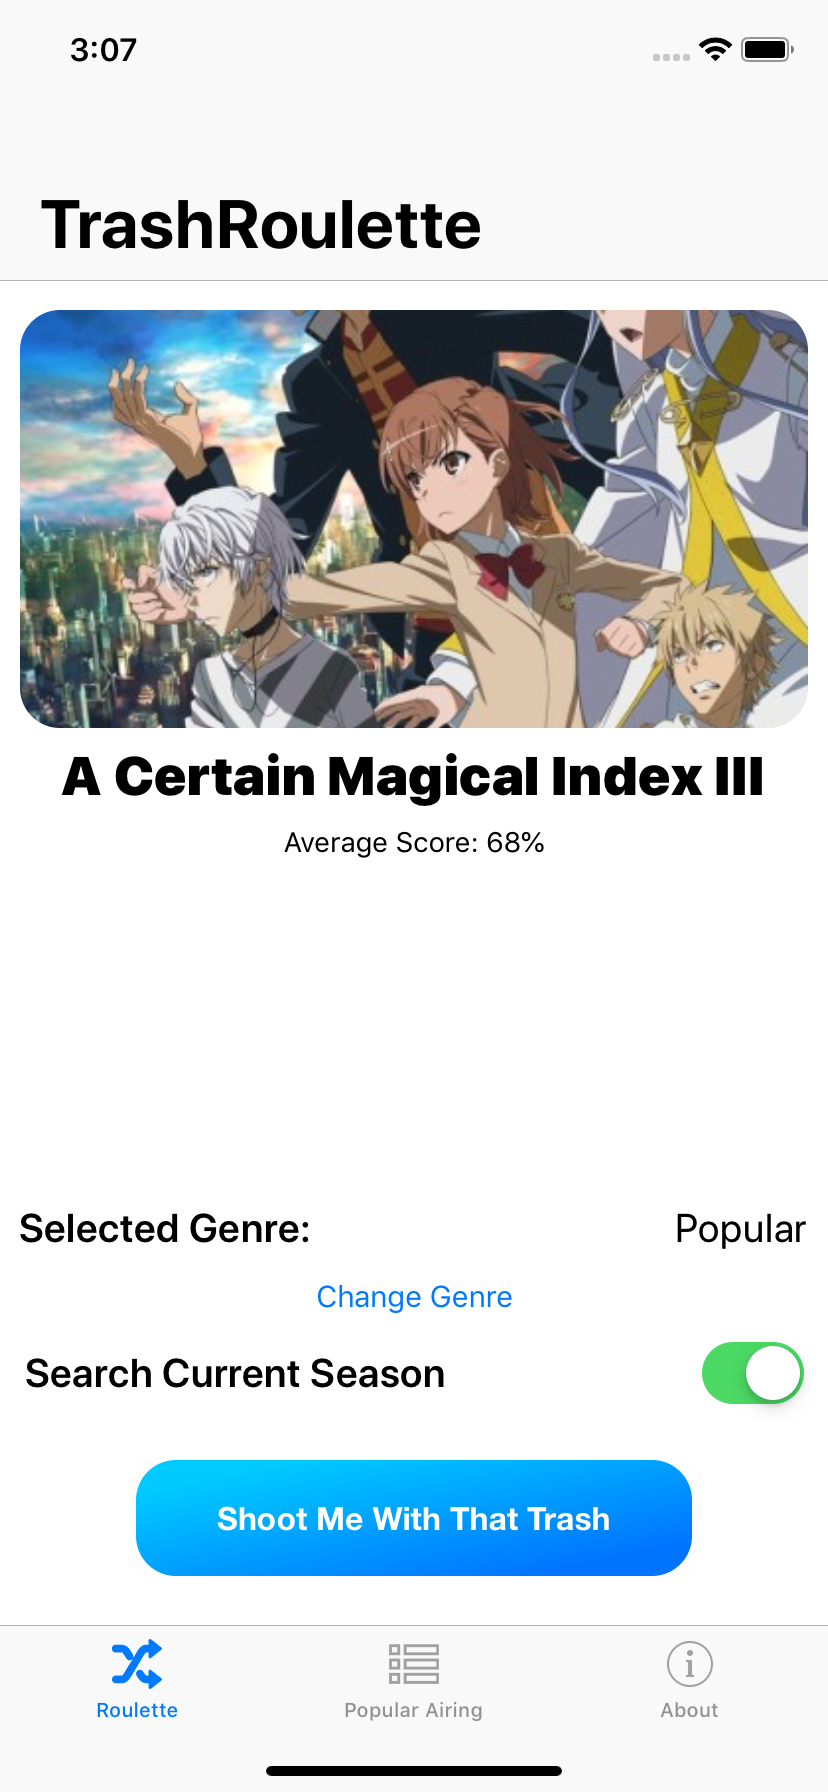 3:07
TrashRoulette
A Certain Magical Index III
Average Score: 68%
Selected Genre: Popular
Change Genre
Search Current Season
Shoot Me With That Trash
Roulette Popular Airing About